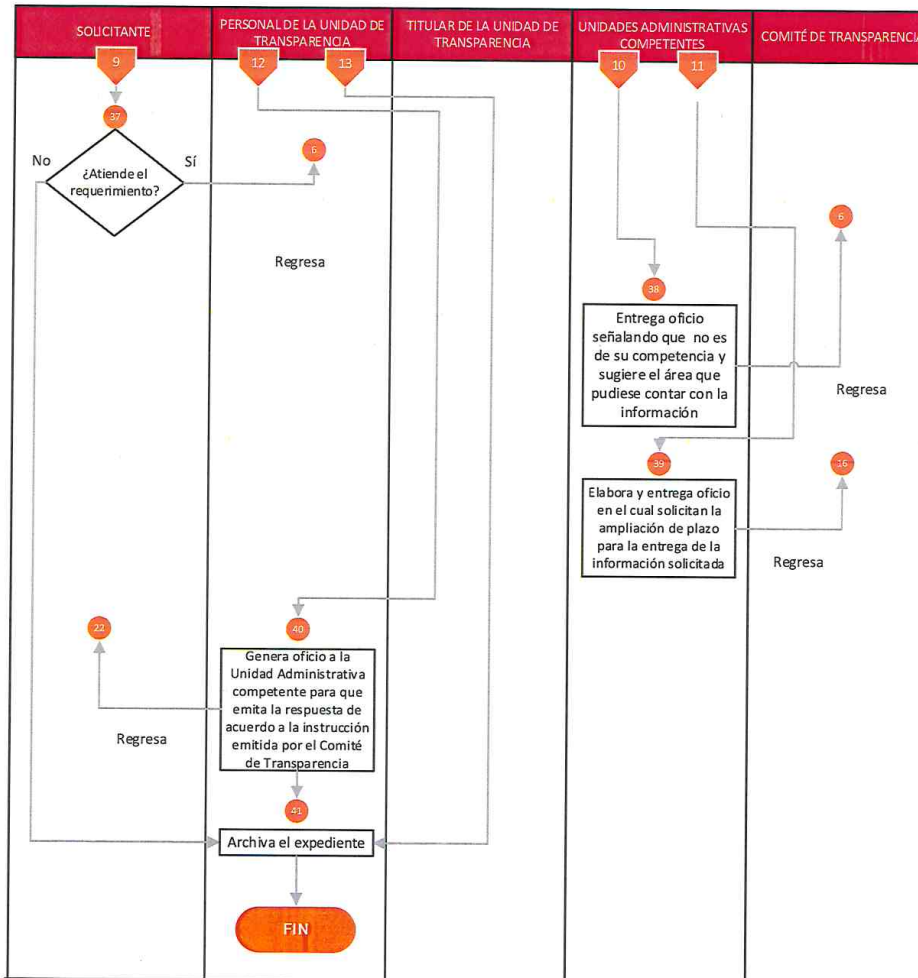 SOLICITANTE
PERSONAL DE LA UNIDAD DE
TRANSPARENCIA
TITULAR DE LA UNIDAD DE
TRANSPARENCIA
UNIDADES ADMINISTRATIVAS
COMPETENTES
COMITÉ DE TRANSPARENCIA
9
12
13
10
11
37
No
Sí
¿Atiende el
requerimiento?
6
Regresa
6
38
Entrega oficio
señalando que no es
de su competencia y
sugiere el área que
pudiese contar con la
información
Regresa
39
16
Elabora y entrega oficio
en el cual solicitan la
ampliación de plazo
para la entrega de la
información solicitada
Regresa
22
40
Genera oficio a la
Unidad Administrativa
competente para que
emita la respuesta de
acuerdo a la instrucción
emitida por el Comité
de Transparencia
Regresa
41
Archiva el expediente
FIN